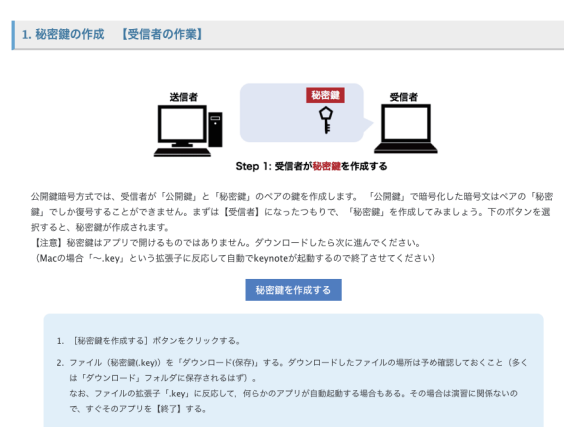 1. 秘密鍵の作成　【受信者の作業】
送信者
秘密鍵
受信者
Step 1: 受信者が秘密鍵を作成する
公開鍵暗号方式では、受信者が「公開鍵」と「秘密鍵」のペアの鍵を作成します。 「公開鍵」で暗号化した暗号文はペアの「秘密
鍵」でしか復号することができません。まずは【受信者】になったつもりで、「秘密鍵」を作成してみましょう。下のボタンを選
択すると、秘密鍵が作成されます。
【注意】秘密鍵はアプリで開けるものではありません。ダウンロードしたら次に進んでください。
（Macの場合「〜.key」という拡張子に反応して自動でkeynoteが起動するので終了させてください）
秘密鍵を作成する
1. ［秘密鍵を作成する］ボタンをクリックする。
2. ファイル（秘密鍵(.key)）を「ダウンロード(保存)」する。ダウンロードしたファイルの場所は予め確認しておくこと（多く
は「ダウンロード」フォルダに保存されるはず）。
なお、ファイルの拡張子「.key」に反応して、何らかのアプリが自動起動する場合もある。その場合は演習に関係ないの
で、すぐそのアプリを【終了】する。